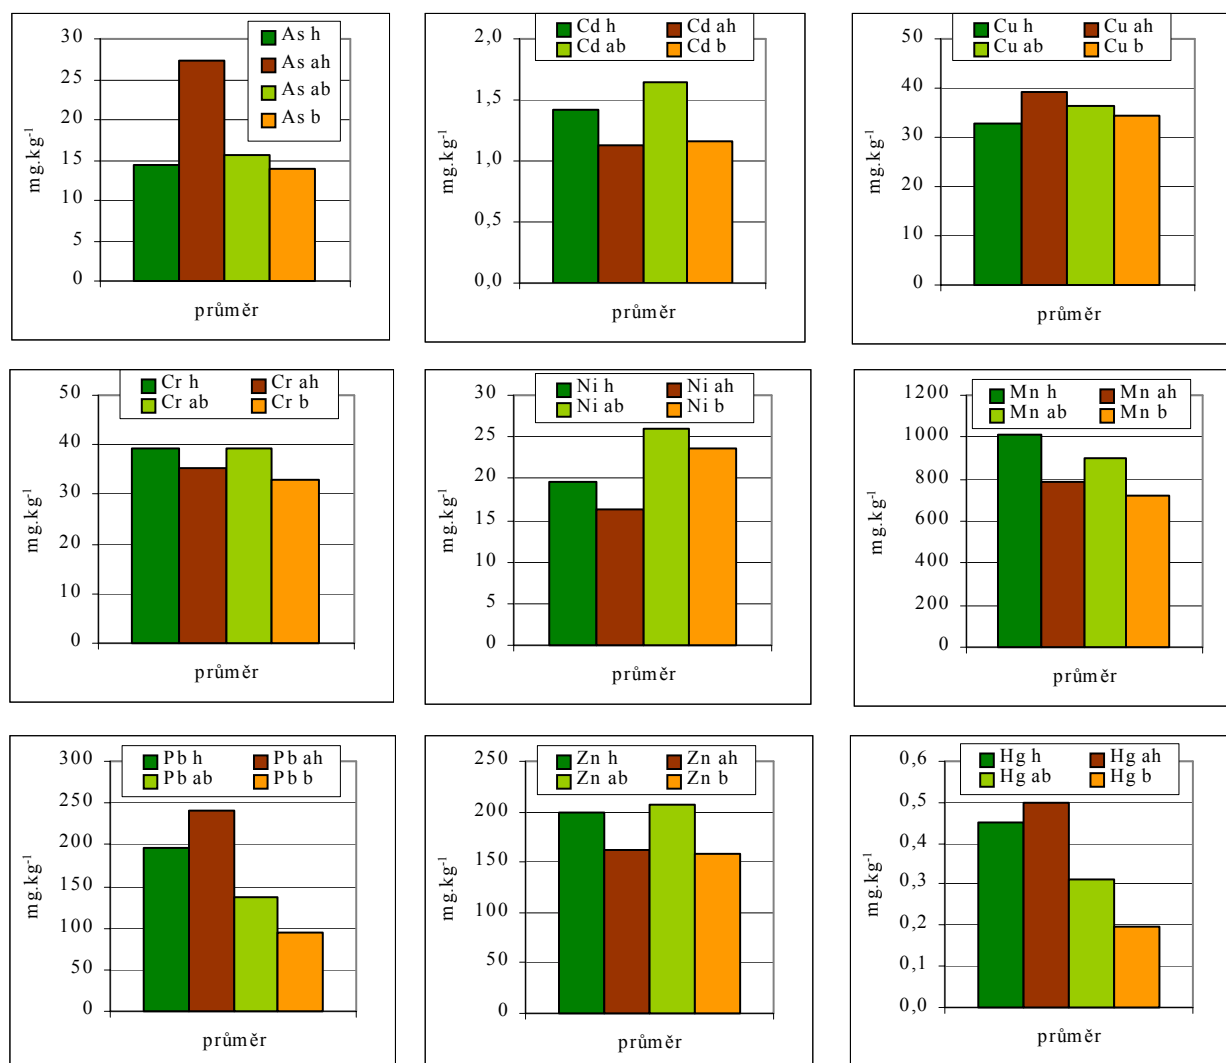 30
25
20
15
10
5
0
mg.kg-1
As h
As ah
As ab
As b
průměr
Cd h Cd ah
Cd ab Cd b
2,0
1,5
1,0
0,5
0,0
mg.kg-1
průměr
Cu h Cu ah
Cu ab Cu b
50
40
30
20
10
0
mg.kg-1
průměr
Cr h Cr ah
Cr ab Cr b
50
40
30
20
10
0
mg.kg-1
průměr
Ni h Ni ah
Ni ab Ni b
30
25
20
15
10
5
0
mg.kg-1
průměr
Mn h Mn ah
Mn ab Mn b
1200
1000
800
600
400
200
0
mg.kg-1
průměr
Pb h Pb ah
Pb ab Pb b
300
250
200
150
100
50
0
mg.kg-1
průměr
Zn h Zn ah
Zn ab Zn b
250
200
150
100
50
0
mg.kg-1
průměr
Hg h Hg ah
Hg ab Hg b
0,6
0,5
0,4
0,3
0,2
0,1
0,0
mg.kg-1
průměr